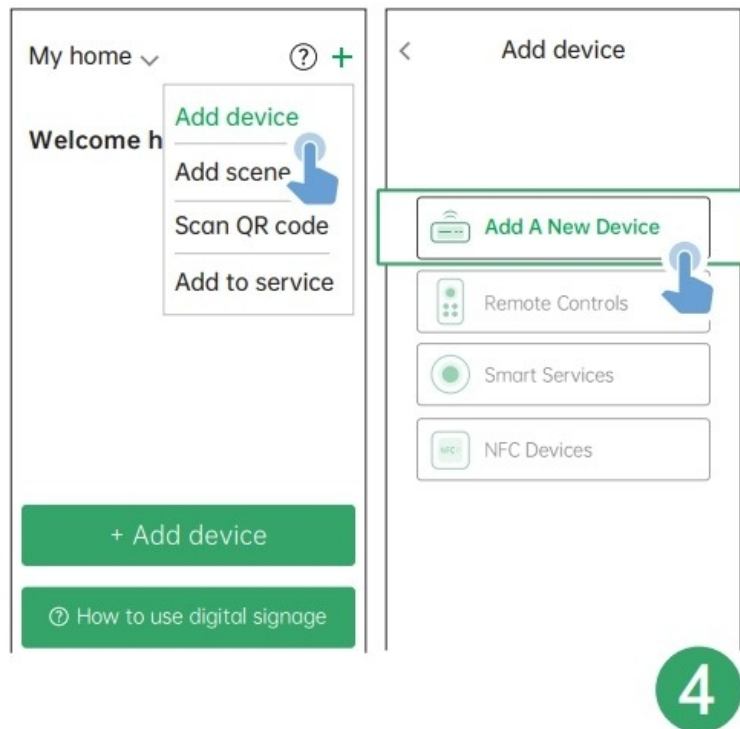 My home
?
+
Add device
Welcome h
Add scene
Scan QR code
Add to service
+ Add device
? How to use digital signage
<
Add device
Add A New Device
Remote Controls
Smart Services
NFC
NFC Devices
4